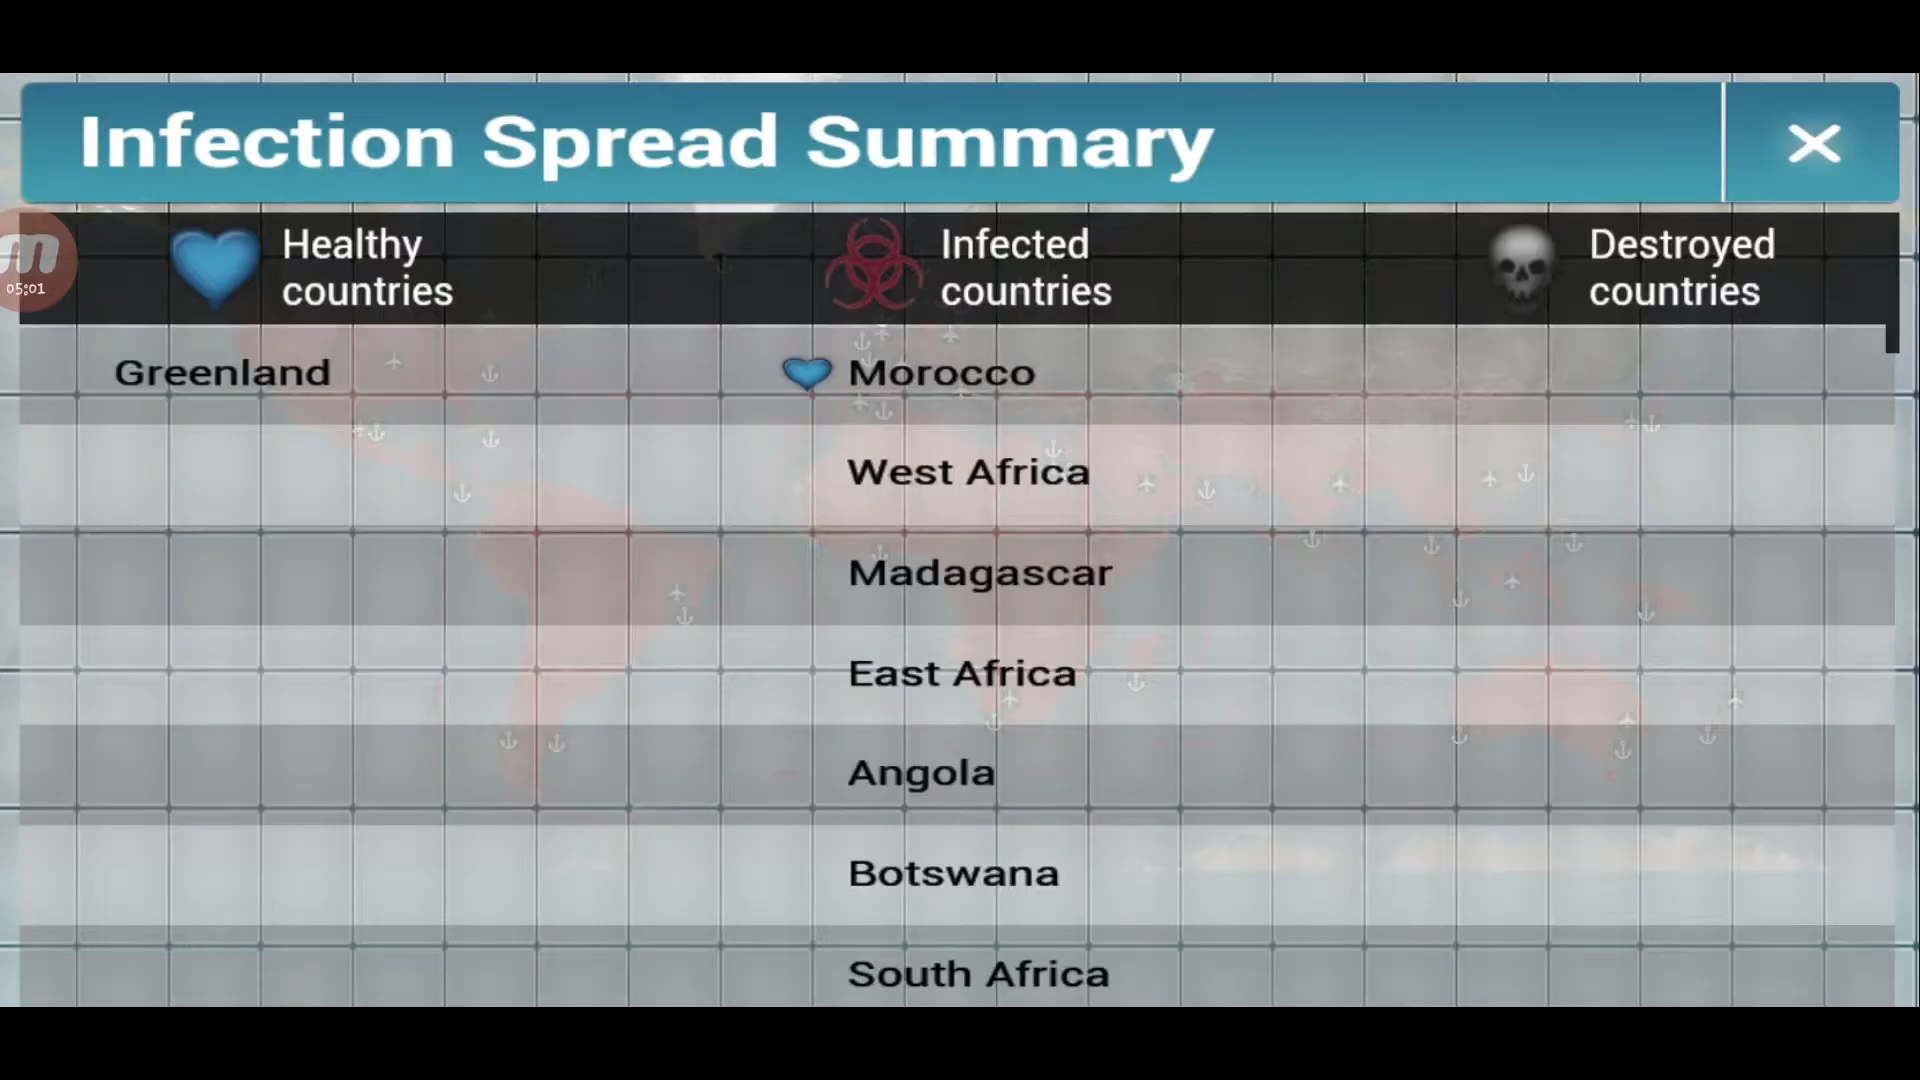 Infection Spread Summary
Healthy
countries
Infected
countries
Destroyed
countries
05:01
Greenland
Morocco
West Africa
Madagascar
East Africa
Angola
Botswana
South Africa